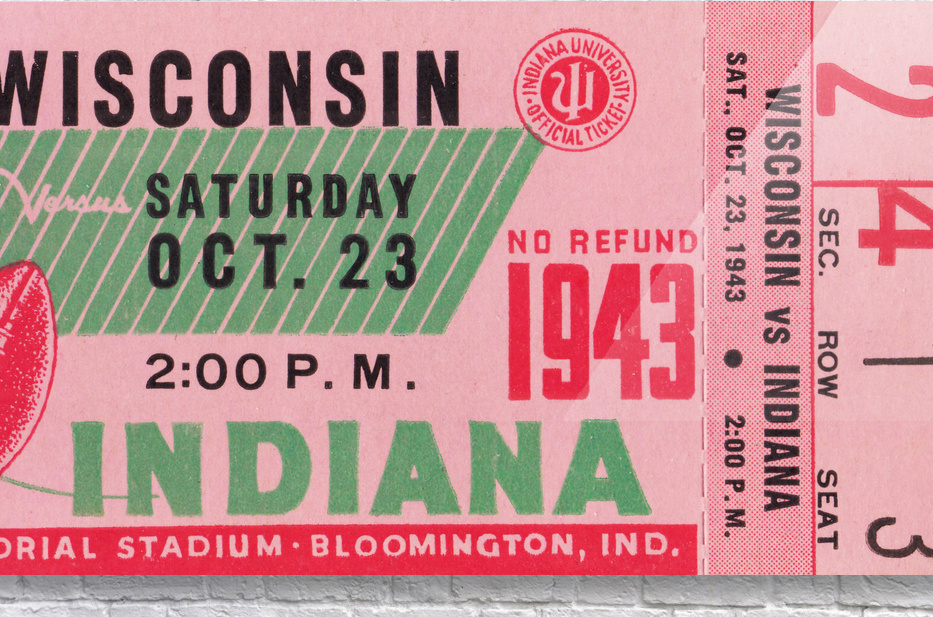 WISCONSIN
INDIANA UNIVERSITY
OFFICIAL TICKET
Versus
SATURDAY
OCT. 23
NO REFUND
1943
2:00 P.M.
INDIANA
ORIAL STADIUM · BLOOMINGTON, IND.
SAT., OCT. 23, 1943 ● 2:00 P.M.
WISCONSIN vs INDIANA
SEC. ROW SEAT
24 1 3